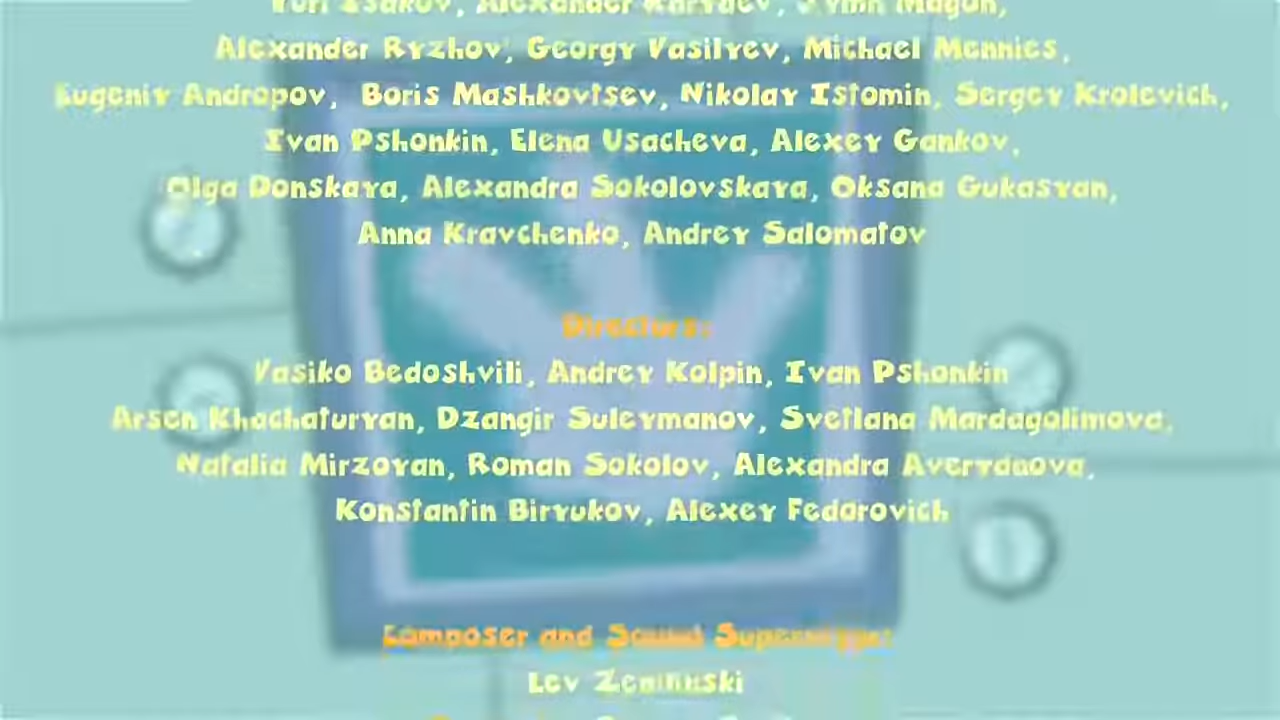 Yuri Isakov, Alexander
Alexander Ryzhov, Georgy Vasilyev, Michael Mennies,
Eugeniy Andropov, Boris Mashkovtsev, Nikolay Istomin, Sergey Krolevich,
Ivan Pshonkin, Elena Usacheva, Alexey Gankov,
Olga Donskaya, Alexandra Sokolovskaya, Oksana Gukasyan,
Anna Kravchenko, Andrey Salomatov
Directors:
Vasiko Bedoshvili, Andrey Kolpin, Ivan Pshonkin
Arsen Khachaturyan, Dzangir Suleymanov, Svetlana Mardagolimova,
Natalia Mirzoyan, Roman Sokolov, Alexandra Averyanova,
Konstantin Biryukov, Alexey Fedorovich
Composer and Sound Supervisor:
Lev Zemlinski